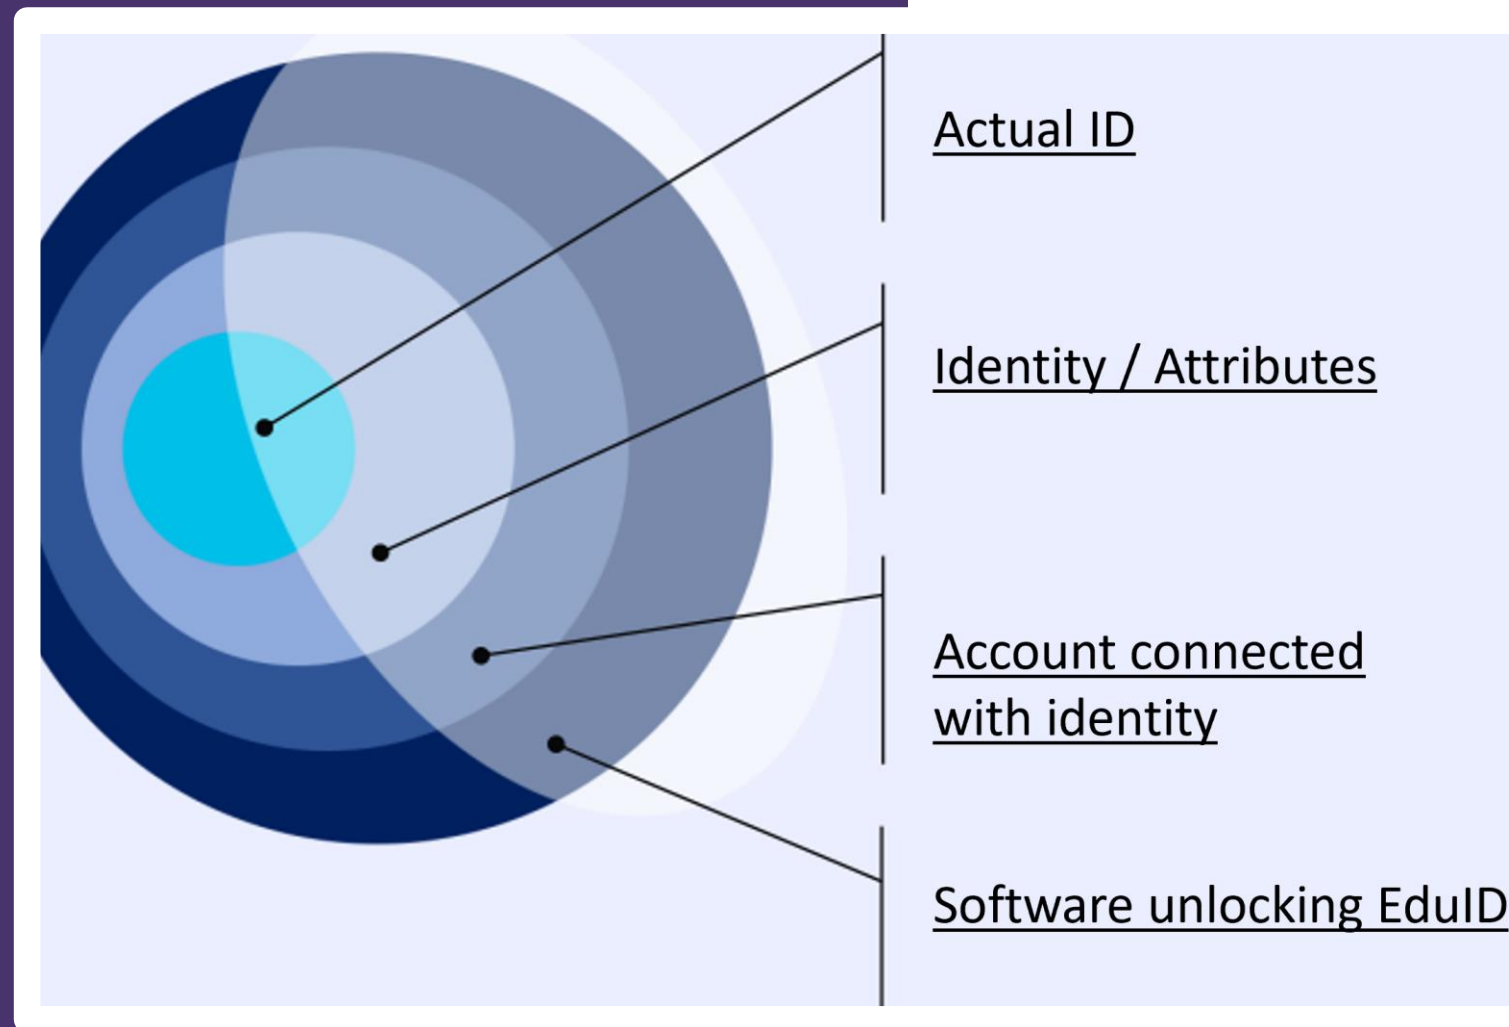 Actual ID
Identity / Attributes
Account connected
with identity
Software unlocking EduID